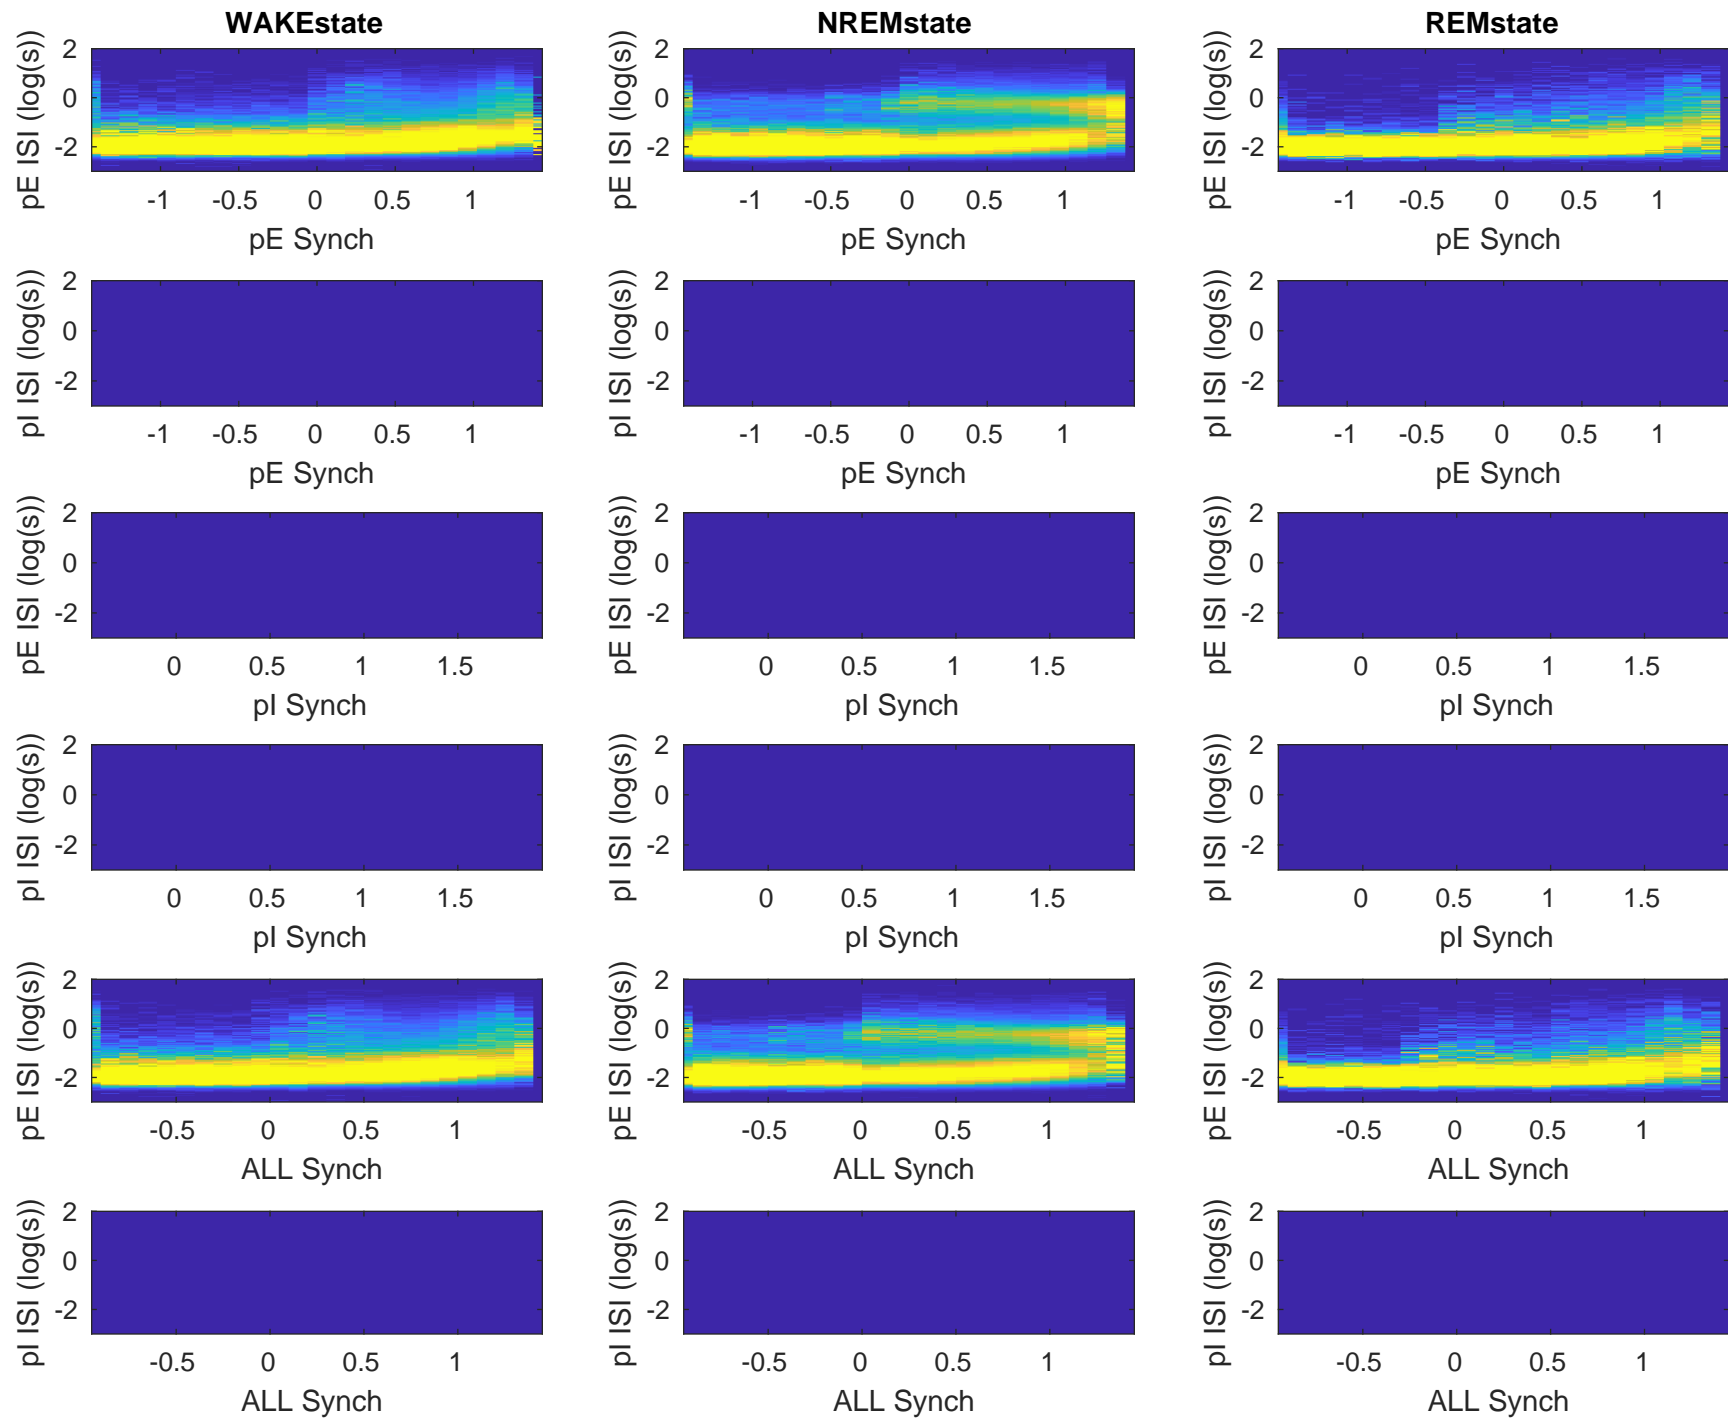 WAKEstate NREMstate REMstate
pE ISI (log(s)) 2 0 -2 pE ISI (log(s)) 2 0 -2 pE ISI (log(s)) 2 0 -2
-1 -0.5 0 0.5 1 -1 -0.5 0 0.5 1 -1 -0.5 0 0.5 1
pE Synch pE Synch pE Synch
pI ISI (log(s)) 2 0 -2 pI ISI (log(s)) 2 0 -2 pI ISI (log(s)) 2 0 -2
-1 -0.5 0 0.5 1 -1 -0.5 0 0.5 1 -1 -0.5 0 0.5 1
pE Synch pE Synch pE Synch
pE ISI (log(s)) 2 0 -2 pE ISI (log(s)) 2 0 -2 pE ISI (log(s)) 2 0 -2
0 0.5 1 1.5 0 0.5 1 1.5 0 0.5 1 1.5
pI Synch pI Synch pI Synch
pI ISI (log(s)) 2 0 -2 pI ISI (log(s)) 2 0 -2 pI ISI (log(s)) 2 0 -2
0 0.5 1 1.5 0 0.5 1 1.5 0 0.5 1 1.5
pI Synch pI Synch pI Synch
pE ISI (log(s)) 2 0 -2 pE ISI (log(s)) 2 0 -2 pE ISI (log(s)) 2 0 -2
-0.5 0 0.5 1 -0.5 0 0.5 1 -0.5 0 0.5 1
ALL Synch ALL Synch ALL Synch
pI ISI (log(s)) 2 0 -2 pI ISI (log(s)) 2 0 -2 pI ISI (log(s)) 2 0 -2
-0.5 0 0.5 1 -0.5 0 0.5 1 -0.5 0 0.5 1
ALL Synch ALL Synch ALL Synch